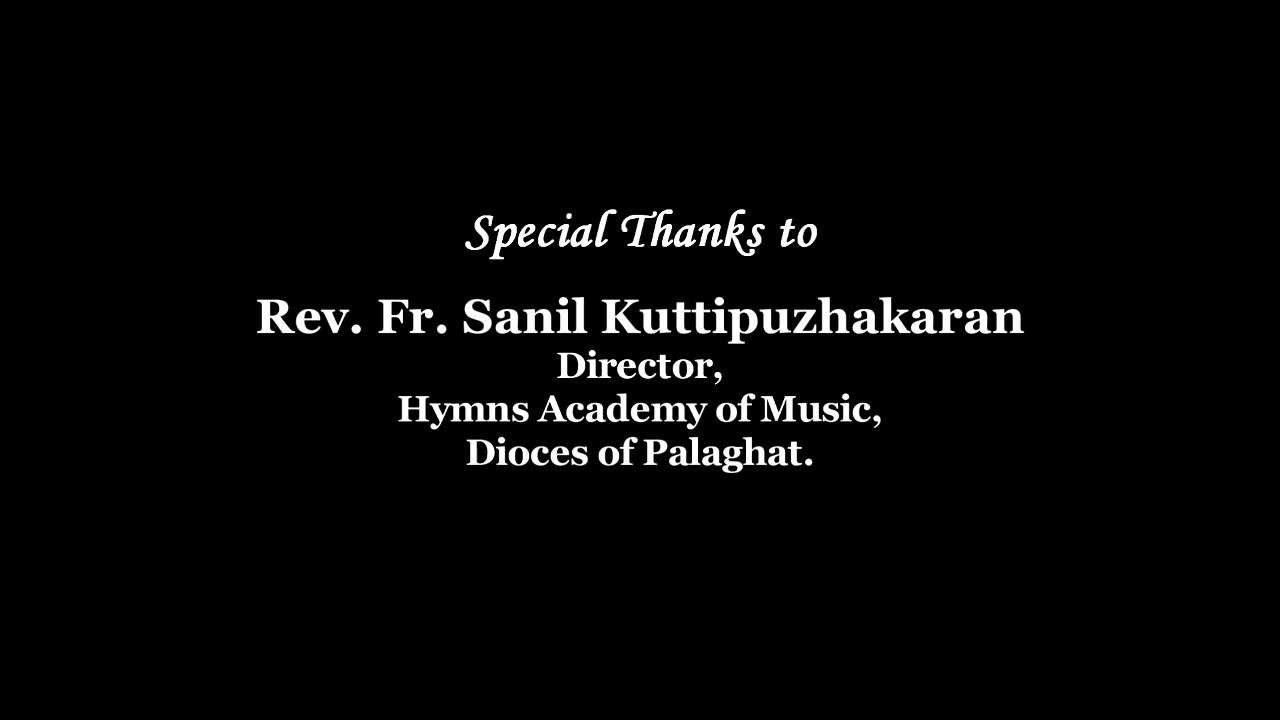 Special Thanks to
Rev. Fr. Sanil Kuttipuzhakaran
Director,
Hymns Academy of Music,
Dioces of Palaghat.